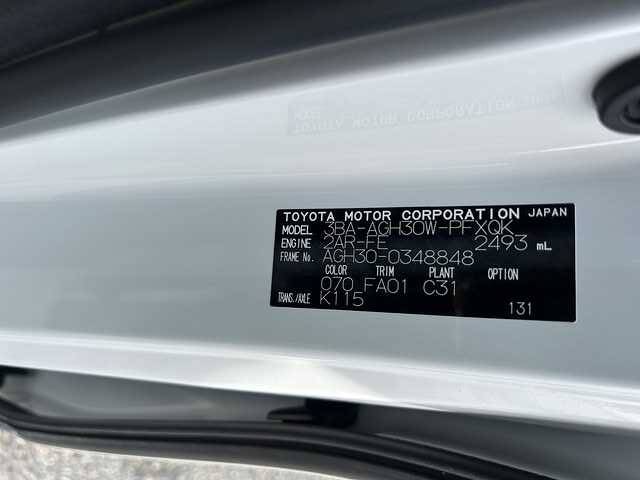 TOYOTA MOTOR CORPORATION JAPAN
MODEL 3BA-AGH30W-PFXQK
ENGINE 2AR-FE 2493 mL
FRAME No. AGH30-0348848
COLOR TRIM PLANT OPTION
070 FA01 C31
TRANS./AXLE K115
131